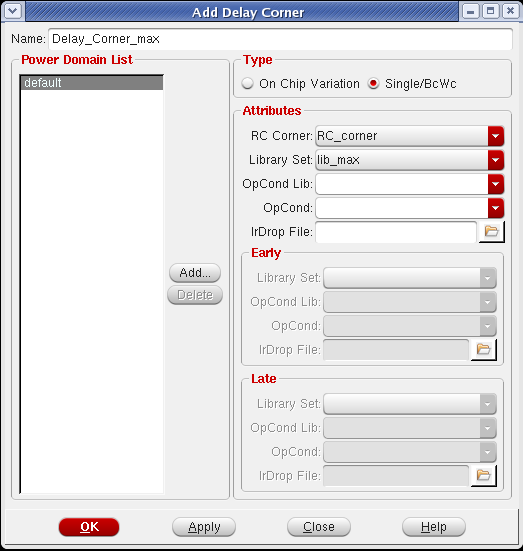 Add Delay Corner
Name: Delay_Corner_max
Power Domain List
default
Add...
Delete
Type
On Chip Variation Single/BcWc
Attributes
RC Corner: RC_corner
Library Set: lib_max
OpCond Lib:
OpCond:
IrDrop File:
Early
Library Set:
OpCond Lib:
OpCond:
IrDrop File:
Late
Library Set:
OpCond Lib:
OpCond:
IrDrop File:
OK Apply Close Help